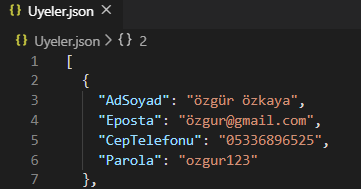 {} Uyeler.json ×
{} Uyeler.json > {} 2
1 [
2 {
3 "AdSoyad": "özgür özkaya",
4 "Eposta": "özgur@gmail.com",
5 "CepTelefonu": "05336896525",
6 "Parola": "ozgur123"
7 },